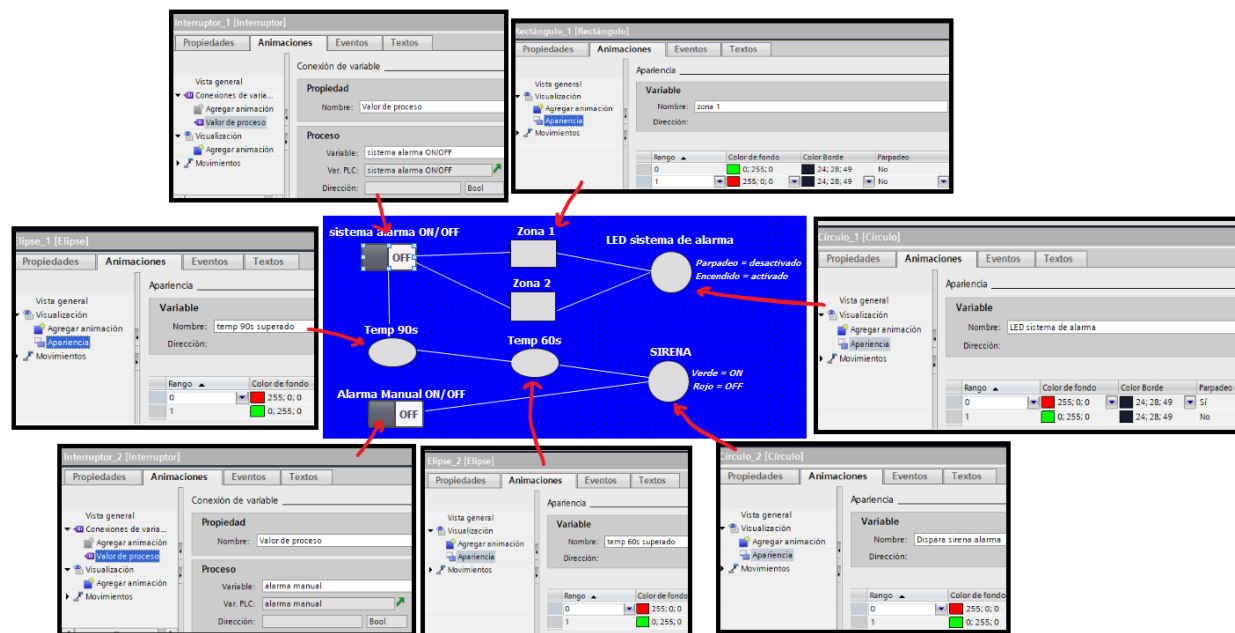 Interruptor_1 [Interruptor]
Propiedades Animaciones Eventos Textos
Conexión de variable
Vista general
Conexiones de varia...
Agregar animación
Valor de proceso
Visualización
Agregar animación
Movimientos
Propiedad
Nombre: Valor de proceso
Proceso
Variable: sistema alarma ON/OFF
Var. PLC: sistema alarma ON/OFF
Dirección: Bool
Rectángulo_1 [Rectángulo]
Propiedades Animaciones Eventos Textos
Apariencia
Vista general
Visualización
Agregar animación
Apariencia
Movimientos
Variable
Nombre: zona 1
Dirección:
Rango Color de fondo Color Borde Parpadeo
0 0; 255; 0 24; 28; 49 No
1 255; 0; 0 24; 28; 49 No
Elipse_1 [Elipse]
Propiedades Animaciones Eventos Textos
Apariencia
Vista general
Visualización
Agregar animación
Apariencia
Movimientos
Variable
Nombre: temp 90s superado
Dirección:
Rango Color de fondo
0 255; 0; 0
1 0; 255; 0
sistema alarma ON/OFF
OFF
Zona 1
Zona 2
LED sistema de alarma
Parpadeo = desactivado
Encendido = activado
Temp 90s
Temp 60s
SIRENA
Verde = ON
Rojo = OFF
Alarma Manual ON/OFF
OFF
Círculo_1 [Círculo]
Propiedades Animaciones Eventos Textos
Apariencia
Vista general
Visualización
Agregar animación
Apariencia
Movimientos
Variable
Nombre: LED sistema de alarma
Dirección:
Rango Color de fondo Color Borde Parpadeo
0 255; 0; 0 24; 28; 49 Sí
1 0; 255; 0 24; 28; 49 No
Interruptor_2 [Interruptor]
Propiedades Animaciones Eventos Textos
Conexión de variable
Vista general
Conexiones de varia...
Agregar animación
Valor de proceso
Visualización
Agregar animación
Movimientos
Propiedad
Nombre: Valor de proceso
Proceso
Variable: alarma manual
Var. PLC: alarma manual
Dirección: Bool
Elipse_2 [Elipse]
Propiedades Animaciones Eventos Textos
Apariencia
Vista general
Visualización
Agregar animación
Apariencia
Movimientos
Variable
Nombre: temp 60s superado
Dirección:
Rango Color de fondo
0 255; 0; 0
1 0; 255; 0
Círculo_2 [Círculo]
Propiedades Animaciones Eventos Textos
Apariencia
Vista general
Visualización
Agregar animación
Apariencia
Movimientos
Variable
Nombre: Dispara sirena alarma
Dirección:
Rango Color de fondo
0 255; 0; 0
1 0; 255; 0